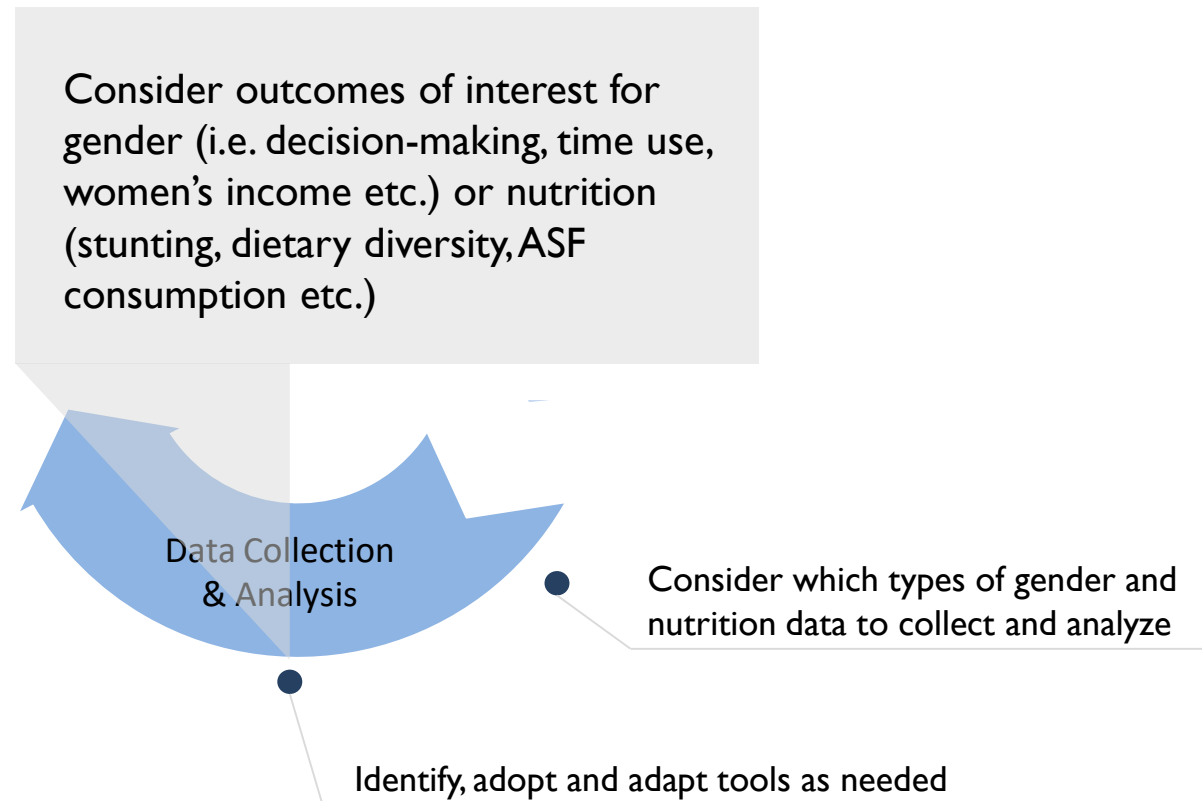 Consider outcomes of interest for
gender (i.e. decision-making, time use,
women’s income etc.) or nutrition
(stunting, dietary diversity, ASF
consumption etc.)
Data Collection
& Analysis
Consider which types of gender and
nutrition data to collect and analyze
Identify, adopt and adapt tools as needed